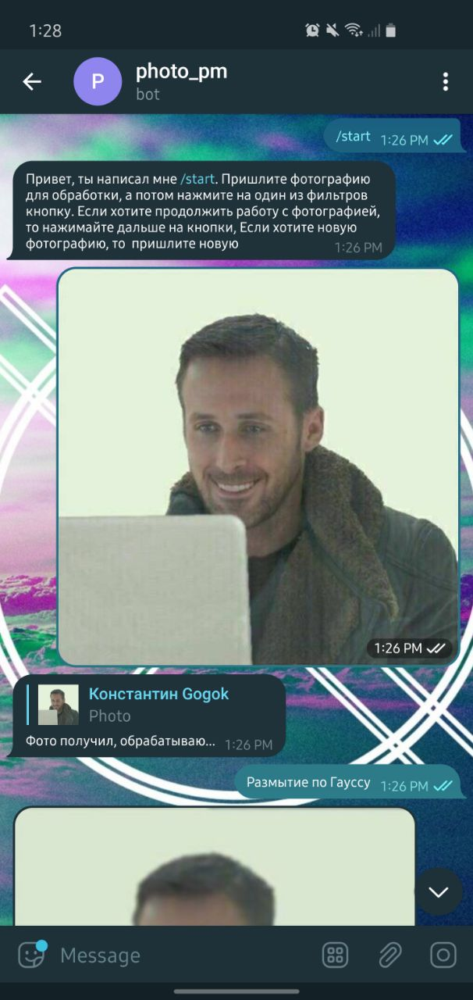 1:28
P
photo_pm
bot
/start 1:26 PM
Привет, ты написал мне /start. Пришлите фотографию
для обработки, а потом нажмите на один из фильтров
кнопку. Если хотите продолжить работу с фотографией,
то нажимайте дальше на кнопки, Если хотите новую
фотографию, то пришлите новую 1:26 PM
1:26 PM
Константин Gogok
Photo
Фото получил, обрабатываю... 1:26 PM
Размытие по Гауссу 1:26 PM
Message